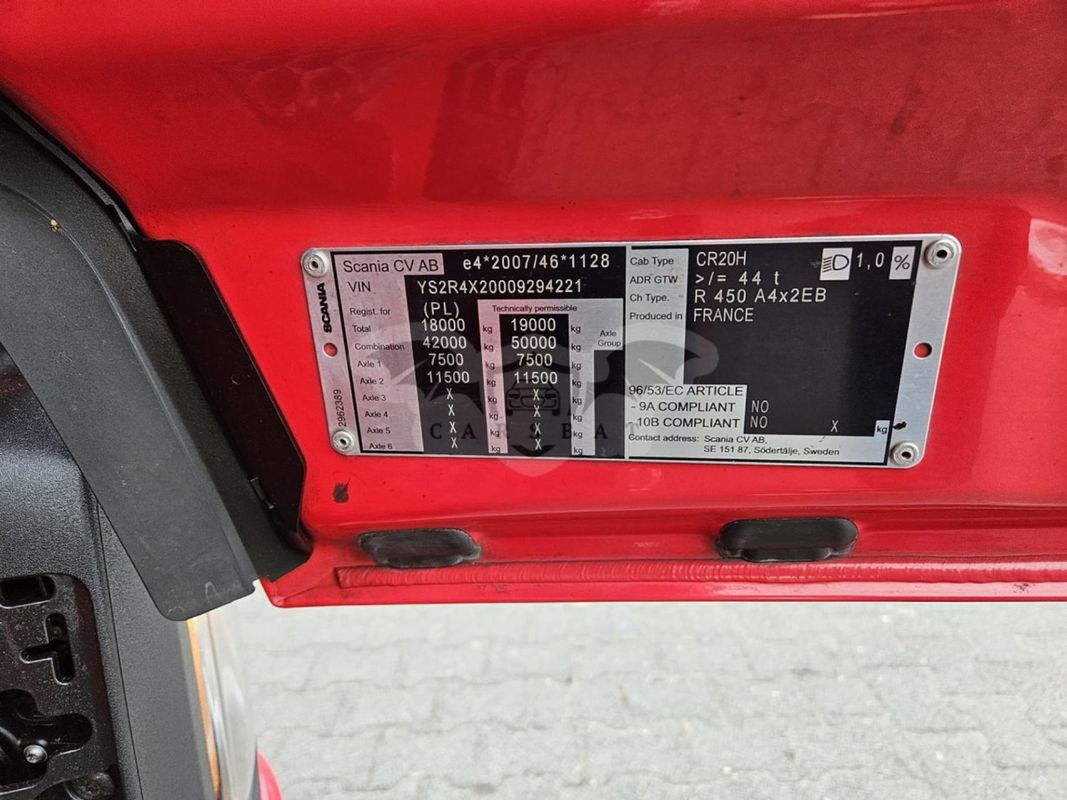 Scania CV AB e4*2007/46*1128
VIN YS2R4X20009294221
Regist. for (PL) Technically permissible
Total 18000 kg 19000 kg Axle Group
Combination 42000 kg 50000 kg
Axle 1 7500 kg 7500 kg
Axle 2 11500 kg 11500 kg
Axle 3 X kg X kg
Axle 4 X kg X kg
Axle 5 X kg X kg
Axle 6 X kg X kg
SCANIA
2962389
Cab Type CR20H 1,0 %
ADR GTW >/= 44 t
Ch Type. R 450 A4x2EB
Produced in FRANCE
96/53/EC ARTICLE
- 9A COMPLIANT NO
- 10B COMPLIANT NO X kg
Contact address: Scania CV AB,
SE 151 87, Södertälje, Sweden
CARSBAT